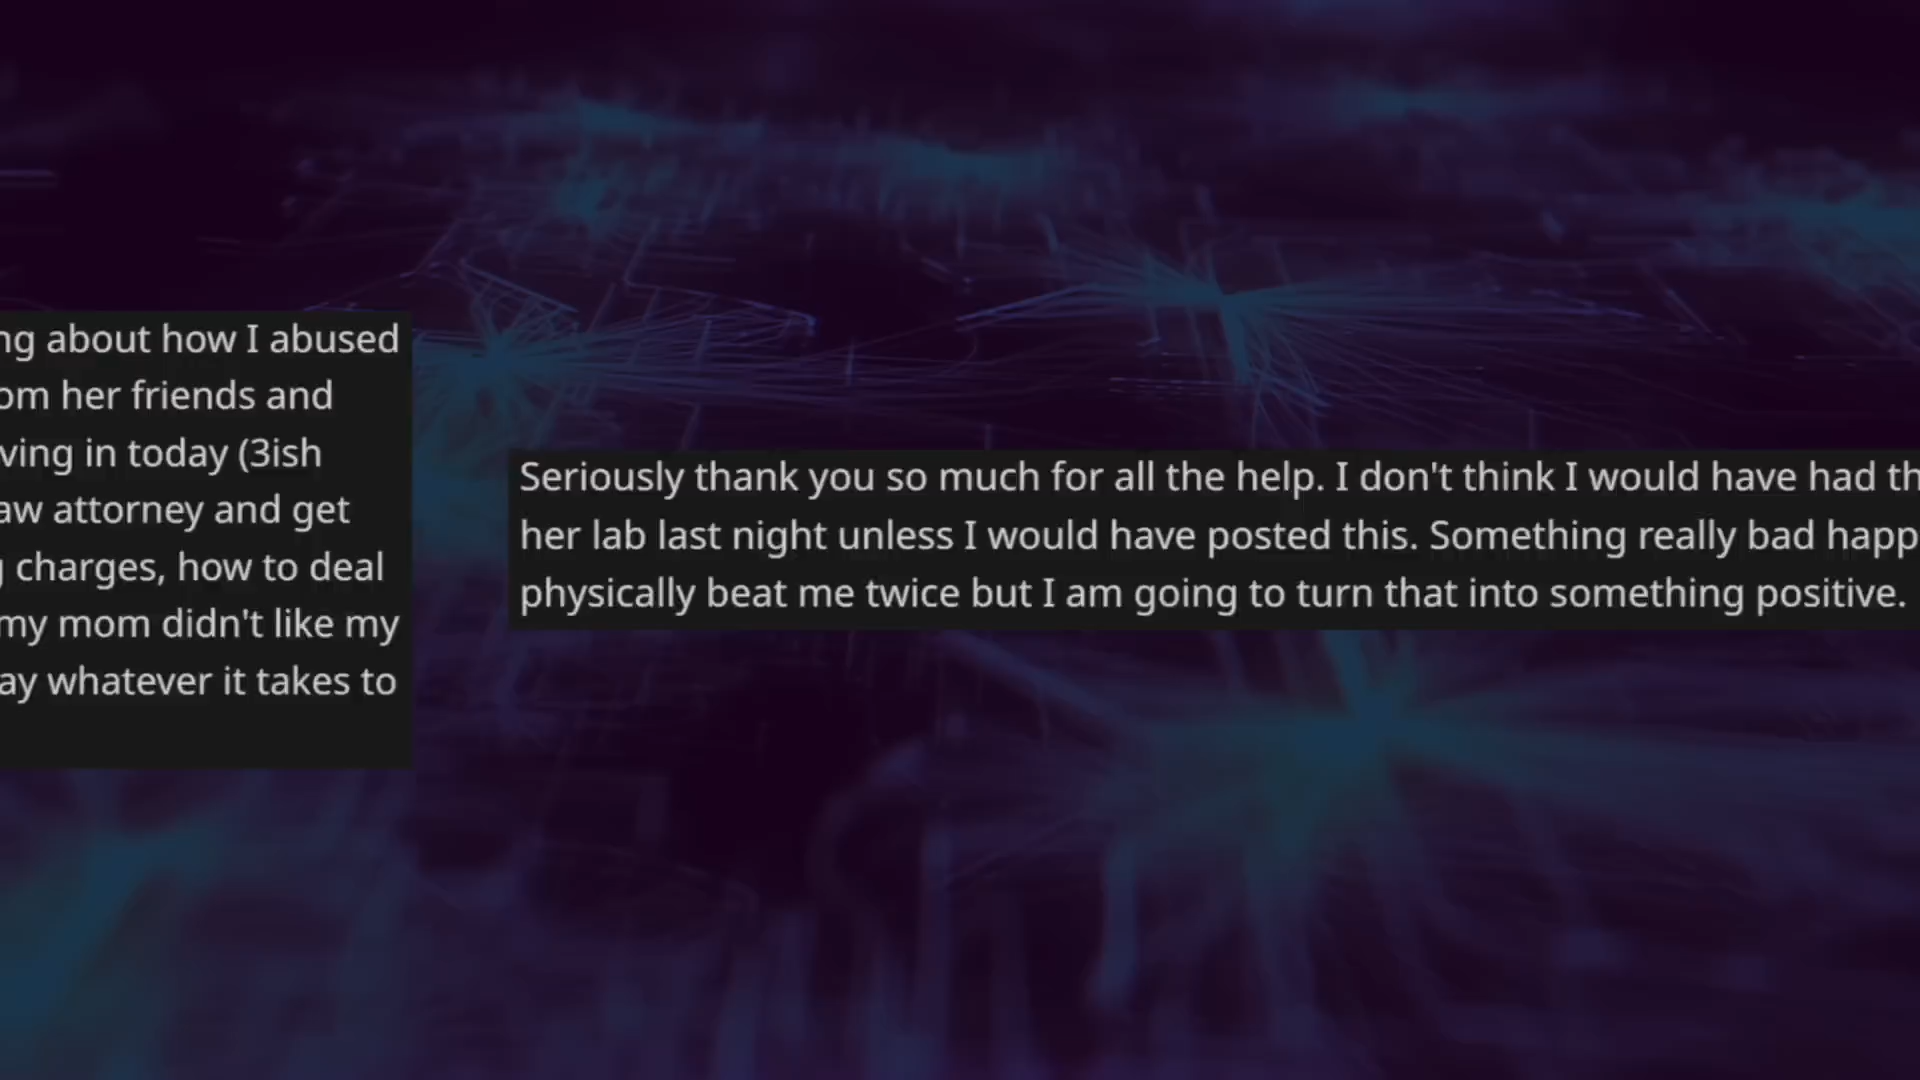 ng about how I abused
om her friends and
ving in today (3ish
aw attorney and get
charges, how to deal
my mom didn't like my
ay whatever it takes to
Seriously thank you so much for all the help. I don't think I would have had th
her lab last night unless I would have posted this. Something really bad happ
physically beat me twice but I am going to turn that into something positive.